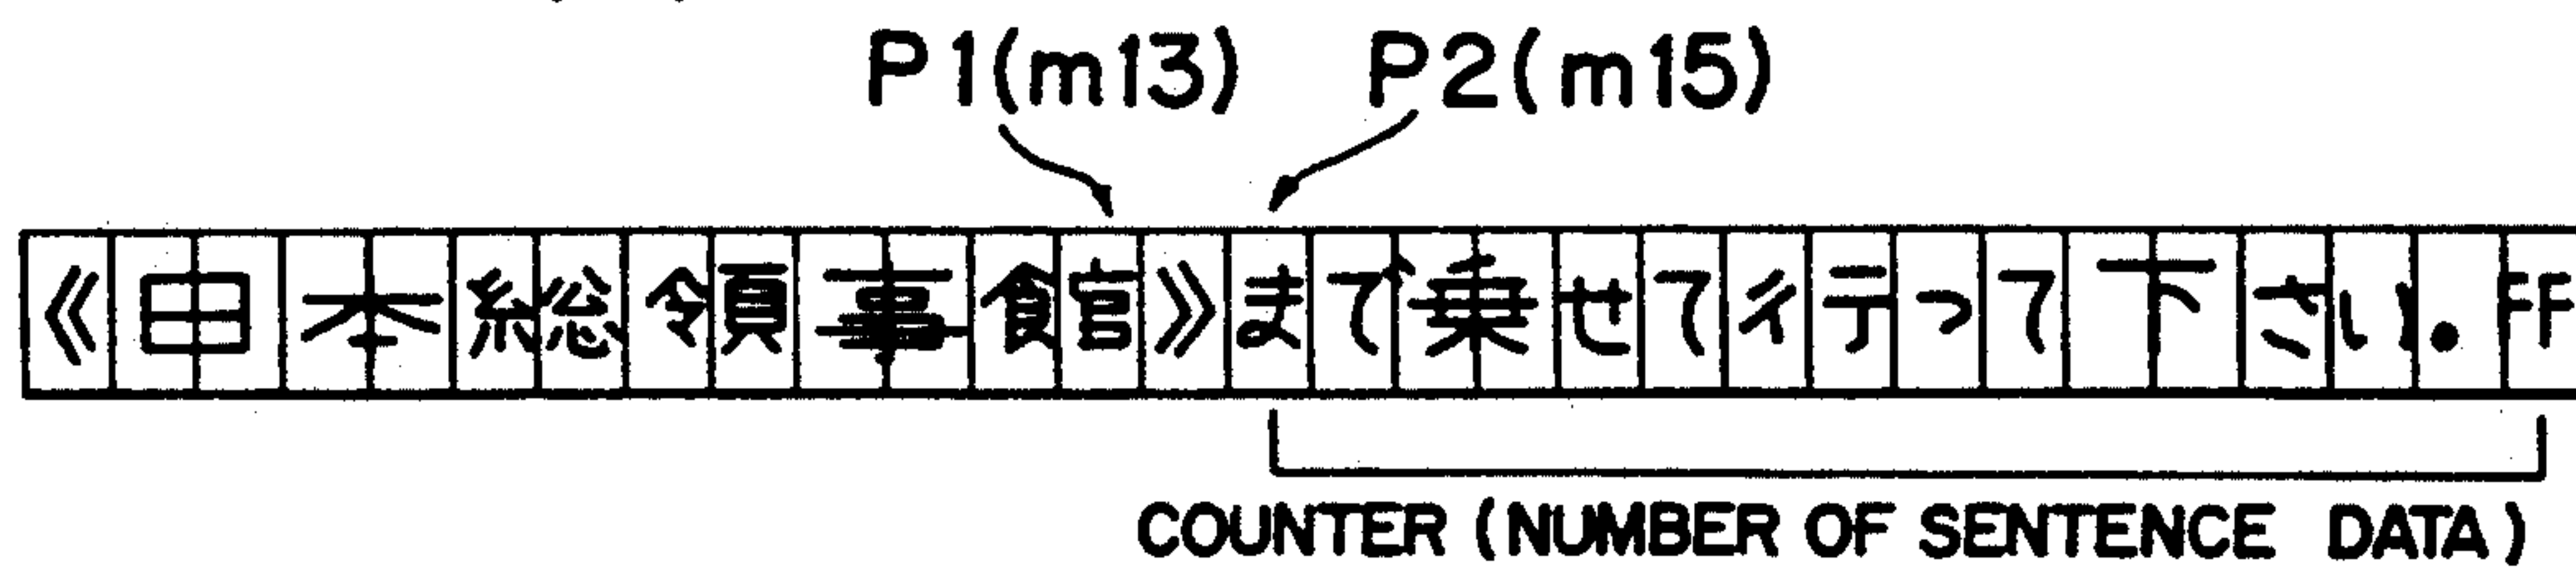 P1(m13) P2(m15)
《日本総領事館》まで乗せて行って下さい.FF
COUNTER (NUMBER OF SENTENCE DATA)